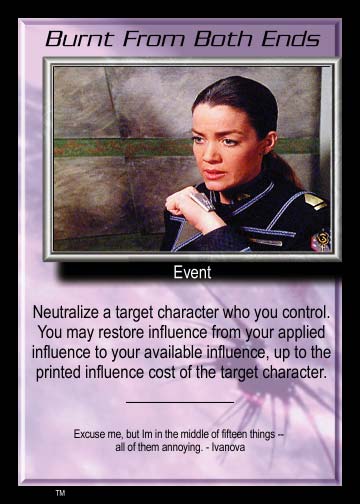 Burnt From Both Ends
Event
Neutralize a target character who you control.
You may restore influence from your applied
influence to your available influence, up to the
printed influence cost of the target character.
Excuse me, but Im in the middle of fifteen things --
all of them annoying. - Ivanova
TM